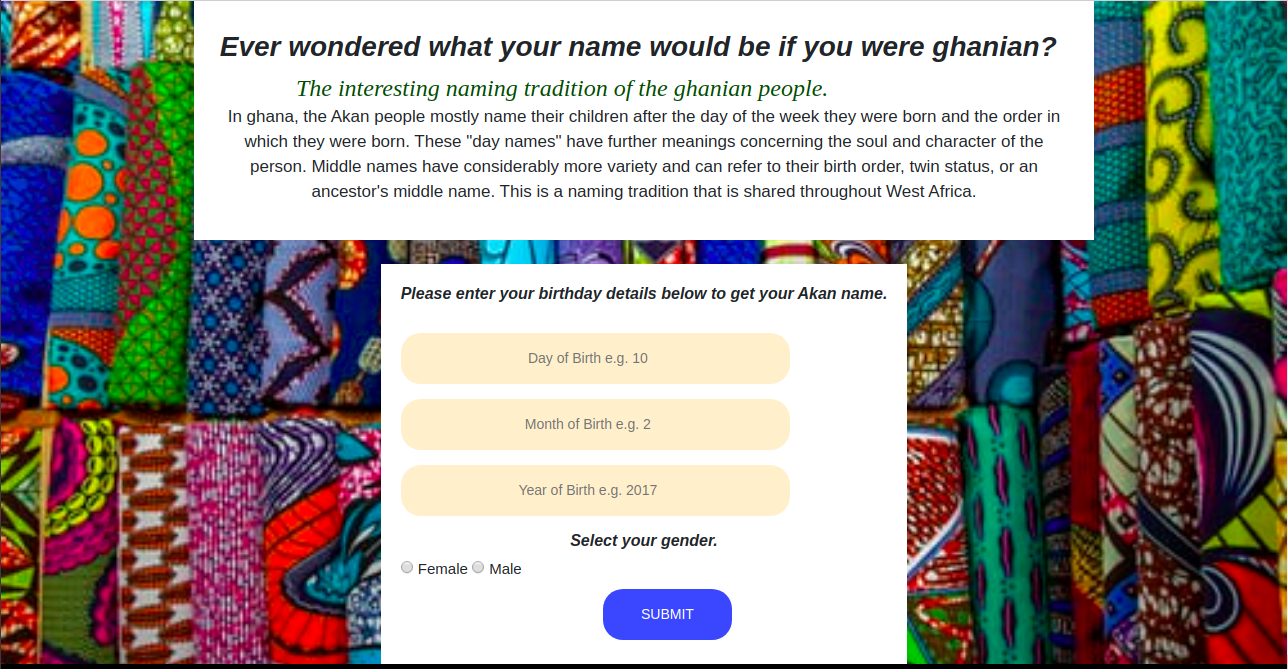 Ever wondered what your name would be if you were ghanian?
The interesting naming tradition of the ghanian people.
In ghana, the Akan people mostly name their children after the day of the week they were born and the order in
which they were born. These "day names" have further meanings concerning the soul and character of the
person. Middle names have considerably more variety and can refer to their birth order, twin status, or an
ancestor's middle name. This is a naming tradition that is shared throughout West Africa.
Please enter your birthday details below to get your Akan name.
Day of Birth e.g. 10
Month of Birth e.g. 2
Year of Birth e.g. 2017
Select your gender.
Female Male
SUBMIT